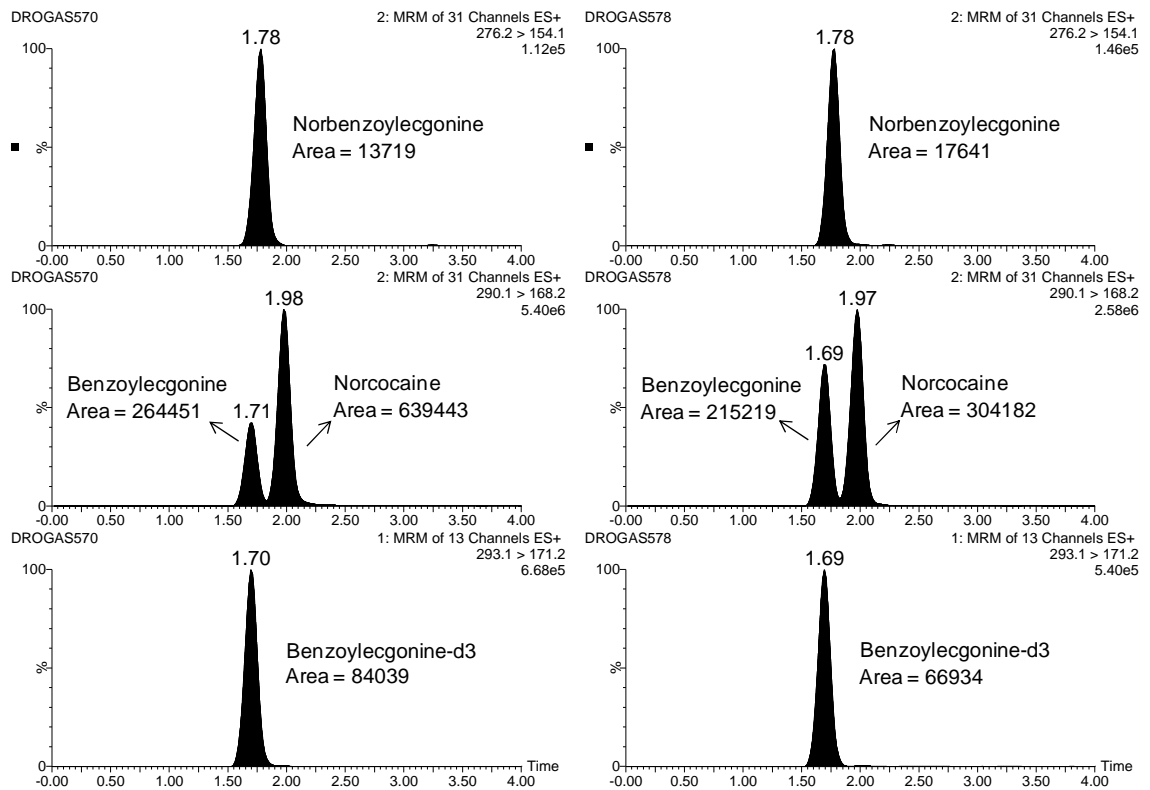 DROGAS570
2: MRM of 31 Channels ES+
276.2 > 154.1
1.12e5
1.78
100
%
0
Norbenzoylecgonine
Area = 13719
-0.00 0.50 1.00 1.50 2.00 2.50 3.00 3.50 4.00
DROGAS578
2: MRM of 31 Channels ES+
276.2 > 154.1
1.46e5
1.78
100
%
0
Norbenzoylecgonine
Area = 17641
-0.00 0.50 1.00 1.50 2.00 2.50 3.00 3.50 4.00
DROGAS570
2: MRM of 31 Channels ES+
290.1 > 168.2
5.40e6
1.98
100
%
0
Benzoylecgonine
Area = 264451
1.71
Norcocaine
Area = 639443
-0.00 0.50 1.00 1.50 2.00 2.50 3.00 3.50 4.00
DROGAS578
2: MRM of 31 Channels ES+
290.1 > 168.2
2.58e6
1.97
100
%
0
1.69
Benzoylecgonine
Area = 215219
Norcocaine
Area = 304182
-0.00 0.50 1.00 1.50 2.00 2.50 3.00 3.50 4.00
DROGAS570
1: MRM of 13 Channels ES+
293.1 > 171.2
6.68e5
1.70
100
%
0
Benzoylecgonine-d3
Area = 84039
Time
-0.00 0.50 1.00 1.50 2.00 2.50 3.00 3.50 4.00
DROGAS578
1: MRM of 13 Channels ES+
293.1 > 171.2
5.40e5
1.69
100
%
0
Benzoylecgonine-d3
Area = 66934
Time
-0.00 0.50 1.00 1.50 2.00 2.50 3.00 3.50 4.00